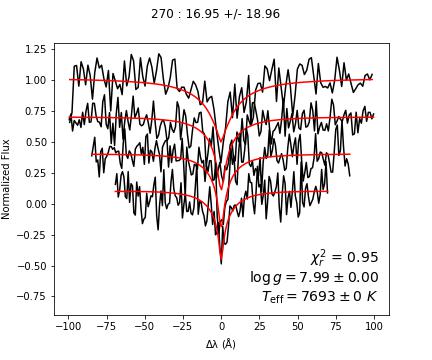 270 : 16.95 +/- 18.96
1.25
1.00
0.75
0.50
0.25
0.00
−0.25
−0.50
−0.75
Normalized Flux
χ²ᵣ = 0.95
log g = 7.99 ± 0.00
T_eff = 7693 ± 0 K
−100 −75 −50 −25 0 25 50 75 100
Δλ (Å)